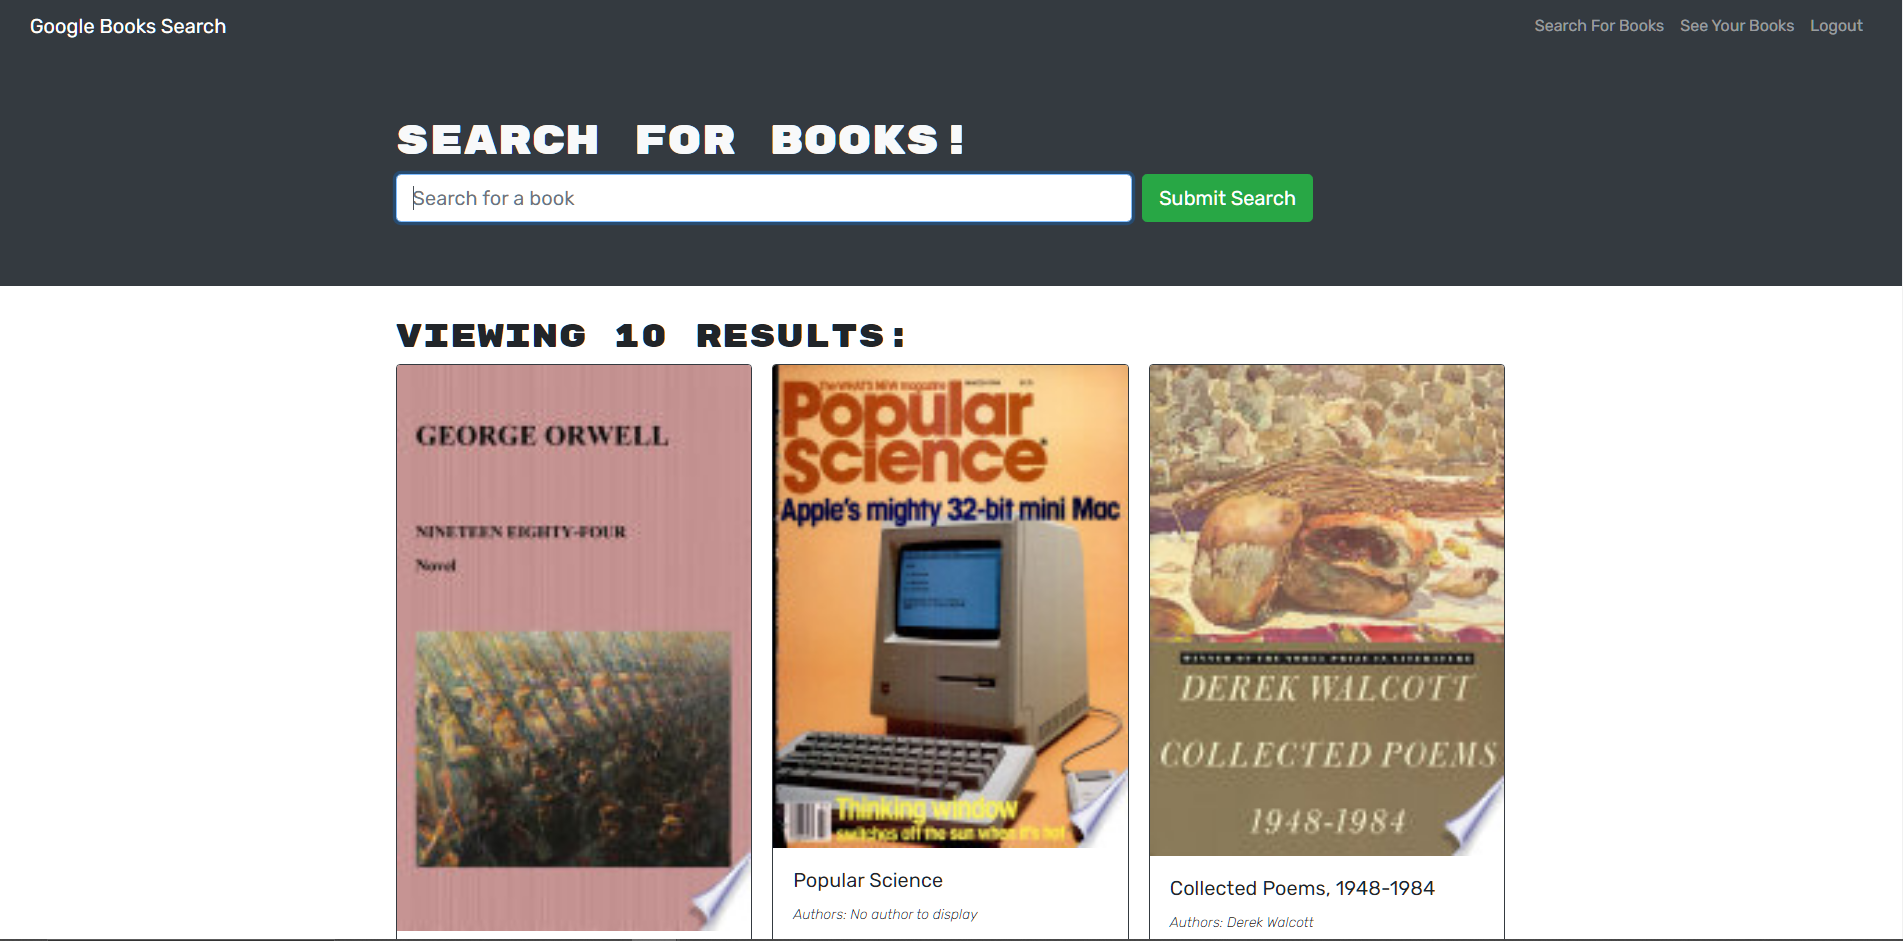 Google Books Search
Search For Books See Your Books Logout
SEARCH FOR BOOKS!
Search for a book
Submit Search
VIEWING 10 RESULTS:
GEORGE ORWELL
NINETEEN EIGHTY-FOUR
Novel
The WHAT'S NEW magazine
Popular
Science
Apple's mighty 32-bit mini Mac
Thinking window
switches off the sun when it's hot
Popular Science
Authors: No author to display
WINNER OF THE NOBEL PRIZE IN LITERATURE
DEREK WALCOTT
COLLECTED POEMS
1948-1984
Collected Poems, 1948-1984
Authors: Derek Walcott